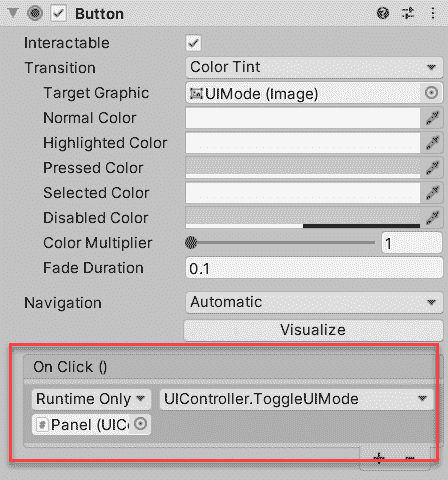 Button
Interactable
Transition Color Tint
Target Graphic UIMode (Image)
Normal Color
Highlighted Color
Pressed Color
Selected Color
Disabled Color
Color Multiplier 1
Fade Duration 0.1
Navigation Automatic
Visualize
On Click ()
Runtime Only UIController.ToggleUIMode
# Panel (UIC
+ −